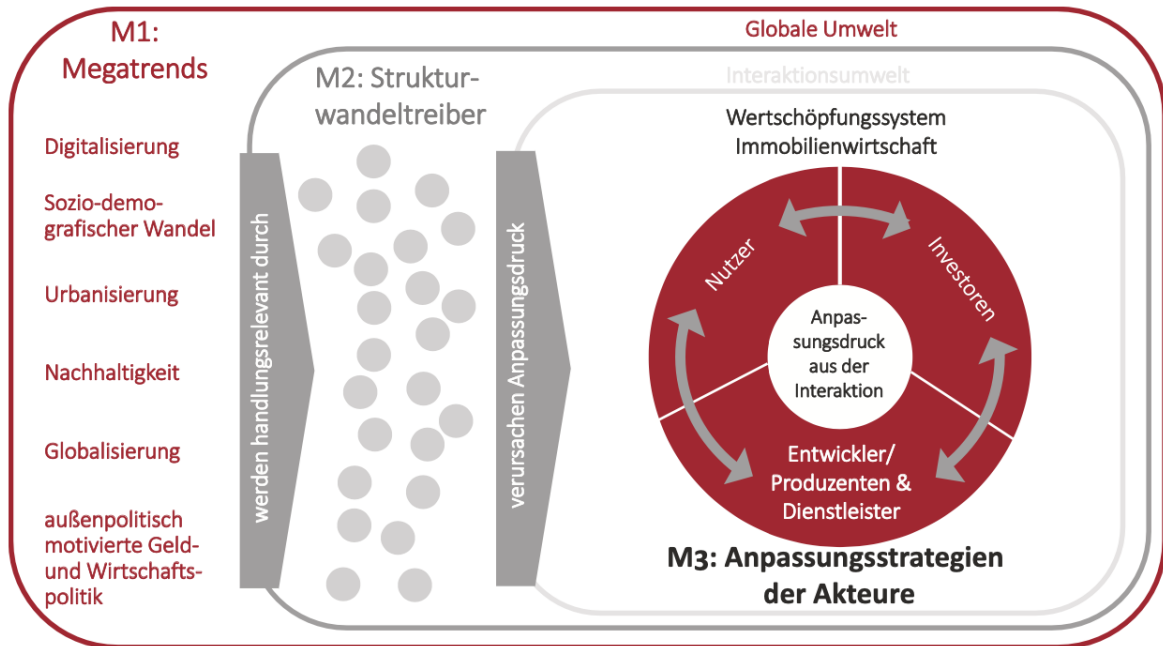 M1:
Megatrends
Digitalisierung
Sozio-demo-
grafischer Wandel
Urbanisierung
Nachhaltigkeit
Globalisierung
außenpolitisch
motivierte Geld-
und Wirtschafts-
politik
werden handlungsrelevant durch
M2: Struktur-
wandeltreiber
verursachen Anpassungsdruck
Globale Umwelt
Interaktionsumwelt
Wertschöpfungssystem
Immobilienwirtschaft
Nutzer
Investoren
Anpas-
sungsdruck
aus der
Interaktion
Entwickler/
Produzenten &
Dienstleister
M3: Anpassungsstrategien
der Akteure